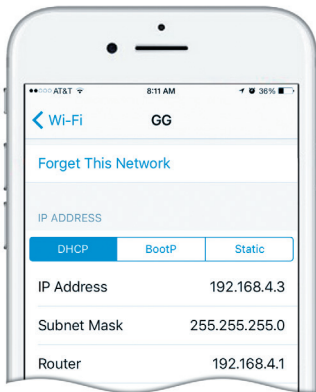 AT&T 8:11 AM 36%
Wi-Fi GG
Forget This Network
IP ADDRESS
DHCP BootP Static
IP Address 192.168.4.3
Subnet Mask 255.255.255.0
Router 192.168.4.1